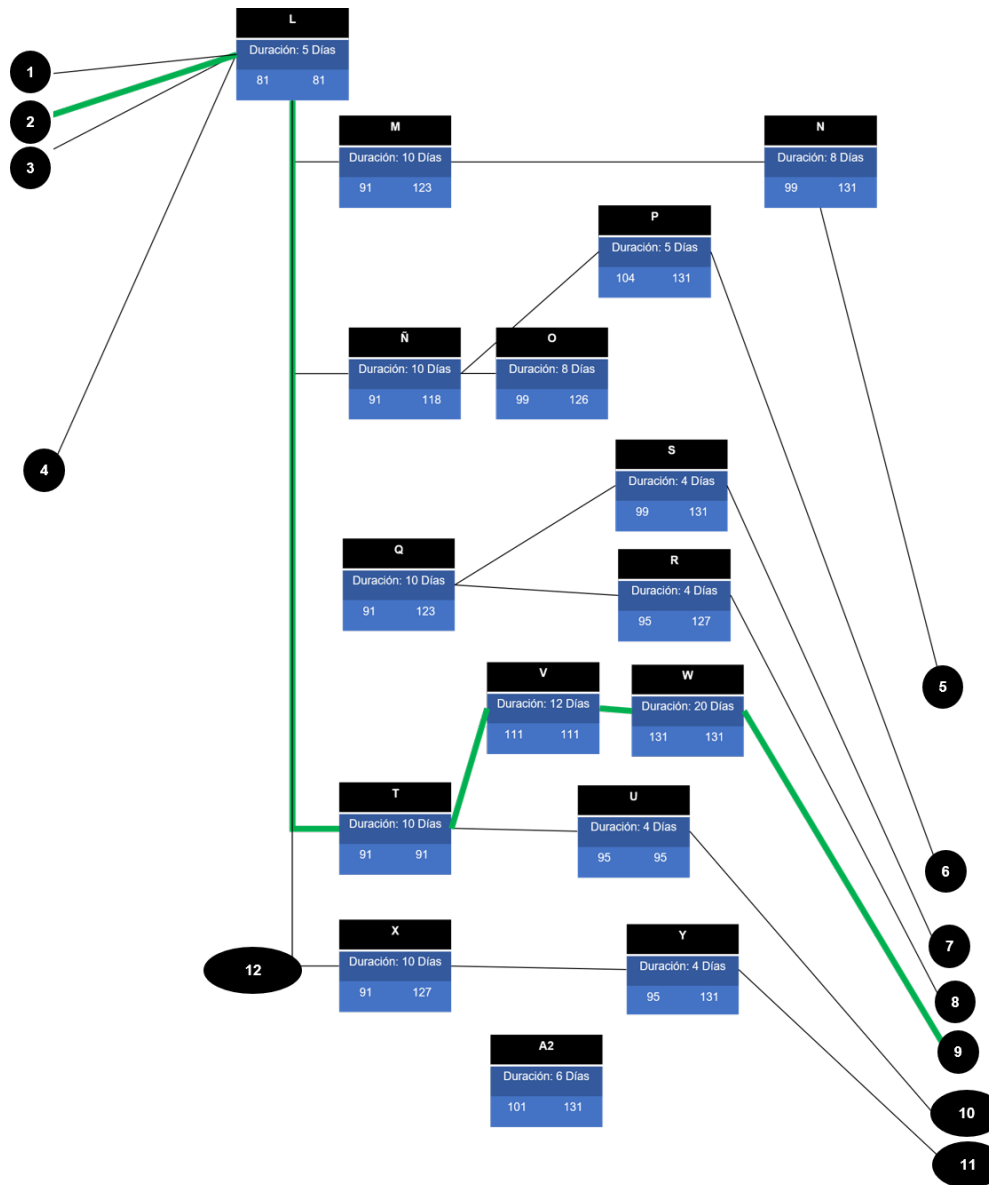 L
Duración: 5 Días
81 81
1
2
3
4
M
Duración: 10 Días
91 123
N
Duración: 8 Días
99 131
P
Duración: 5 Días
104 131
Ñ
Duración: 10 Días
91 118
O
Duración: 8 Días
99 126
S
Duración: 4 Días
99 131
Q
Duración: 10 Días
91 123
R
Duración: 4 Días
95 127
V
Duración: 12 Días
111 111
W
Duración: 20 Días
131 131
5
T
Duración: 10 Días
91 91
U
Duración: 4 Días
95 95
6
X
Duración: 10 Días
91 127
Y
Duración: 4 Días
95 131
7
12
8
9
A2
Duración: 6 Días
101 131
10
11